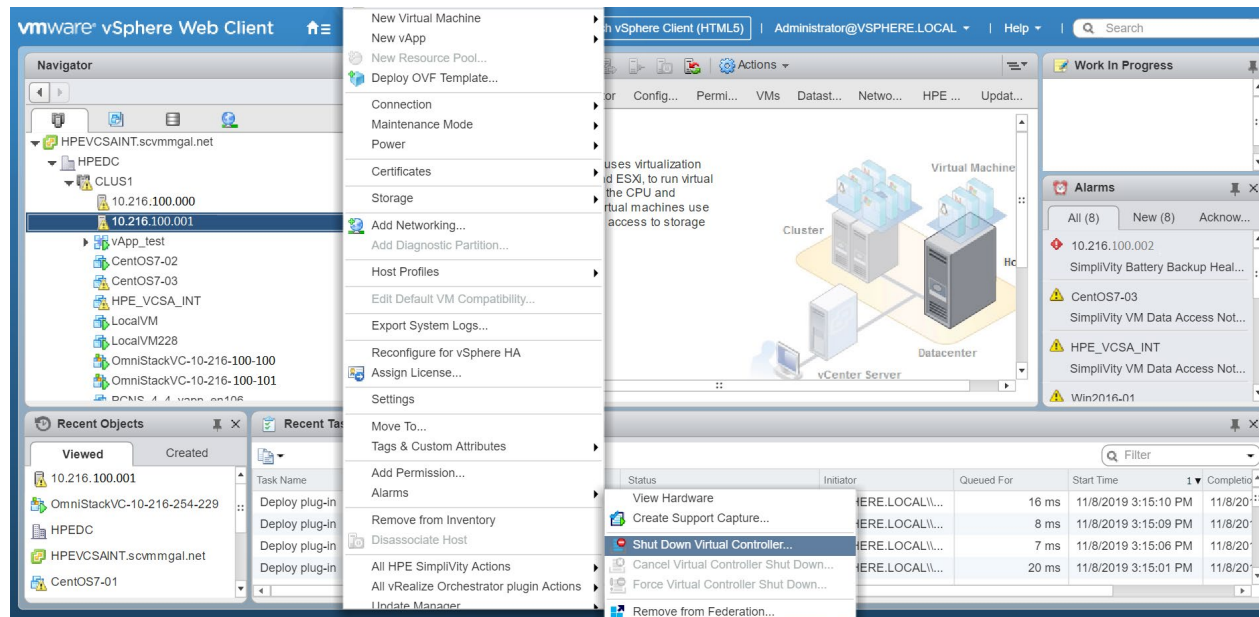 vmware® vSphere Web Client
h vSphere Client (HTML5)
Administrator@VSPHERE.LOCAL
Help
Search
Navigator
HPEVCSAINT.scvmmgal.net
HPEDC
CLUS1
10.216.100.000
10.216.100.001
vApp_test
CentOS7-02
CentOS7-03
HPE_VCSA_INT
LocalVM
LocalVM228
OmniStackVC-10-216-100-100
OmniStackVC-10-216-100-101
New Virtual Machine
New vApp
New Resource Pool...
Deploy OVF Template...
Connection
Maintenance Mode
Power
Certificates
Storage
Add Networking...
Add Diagnostic Partition...
Host Profiles
Edit Default VM Compatibility...
Export System Logs...
Reconfigure for vSphere HA
Assign License...
Settings
Move To...
Tags & Custom Attributes
Add Permission...
Alarms
Remove from Inventory
Disassociate Host
All HPE SimpliVity Actions
All vRealize Orchestrator plugin Actions
Update Manager
Actions
or Config... Permi... VMs Datast... Netwo... HPE ... Updat...
uses virtualization
d ESXi, to run virtual
the CPU and
rtual machines use
access to storage
Virtual Machine
Cluster
Ho
Datacenter
vCenter Server
Work In Progress
Alarms
All (8) New (8) Acknow...
10.216.100.002
SimpliVity Battery Backup Heal...
CentOS7-03
SimpliVity VM Data Access Not...
HPE_VCSA_INT
SimpliVity VM Data Access Not...
Win2016-01
Recent Objects
Viewed Created
10.216.100.001
OmniStackVC-10-216-254-229
HPEDC
HPEVCSAINT.scvmmgal.net
CentOS7-01
Recent Tas
Filter
Task Name Status Initiator Queued For Start Time 1 Completio
Deploy plug-in HERE.LOCAL\\... 16 ms 11/8/2019 3:15:10 PM 11/8/20
Deploy plug-in HERE.LOCAL\\... 8 ms 11/8/2019 3:15:09 PM 11/8/20
Deploy plug-in HERE.LOCAL\\... 7 ms 11/8/2019 3:15:06 PM 11/8/20
Deploy plug-in HERE.LOCAL\\... 20 ms 11/8/2019 3:15:01 PM 11/8/20
View Hardware
Create Support Capture...
Shut Down Virtual Controller...
Cancel Virtual Controller Shut Down...
Force Virtual Controller Shut Down...
Remove from Federation...